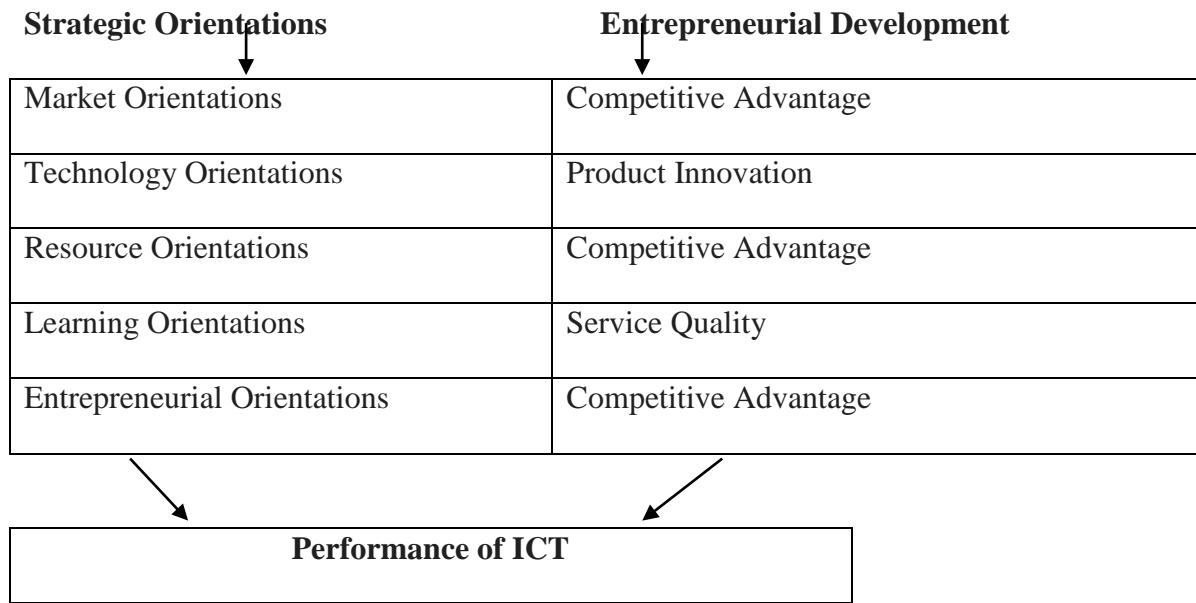 Strategic Orientations Entrepreneurial Development
Market Orientations Competitive Advantage
Technology Orientations Product Innovation
Resource Orientations Competitive Advantage
Learning Orientations Service Quality
Entrepreneurial Orientations Competitive Advantage
Performance of ICT